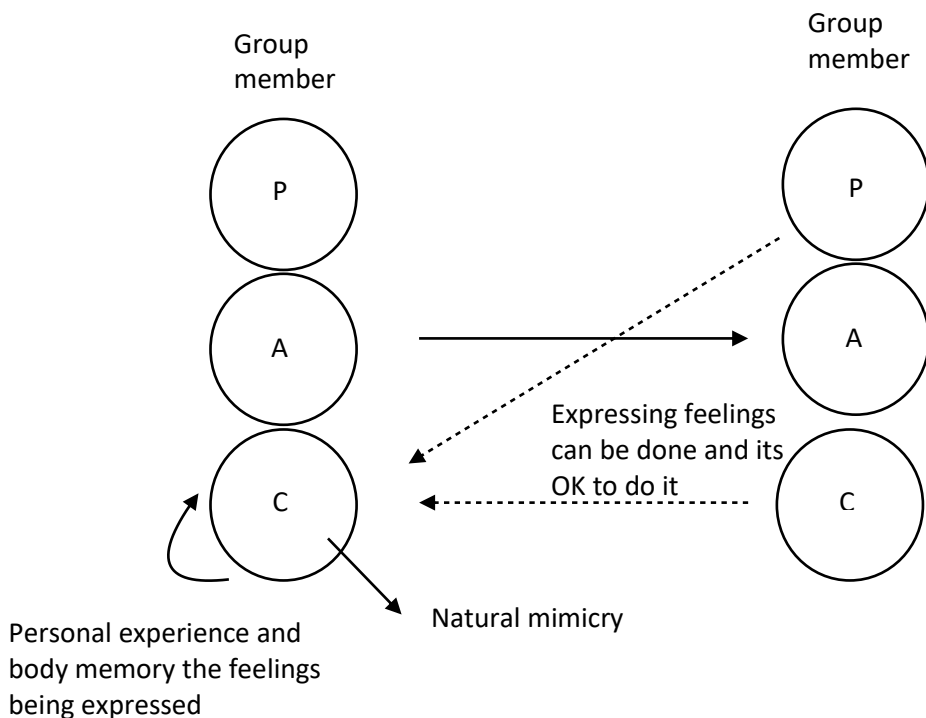 Group
member
Group
member
P
P
A
A
Expressing feelings
can be done and its
OK to do it
C
C
Natural mimicry
Personal experience and
body memory the feelings
being expressed